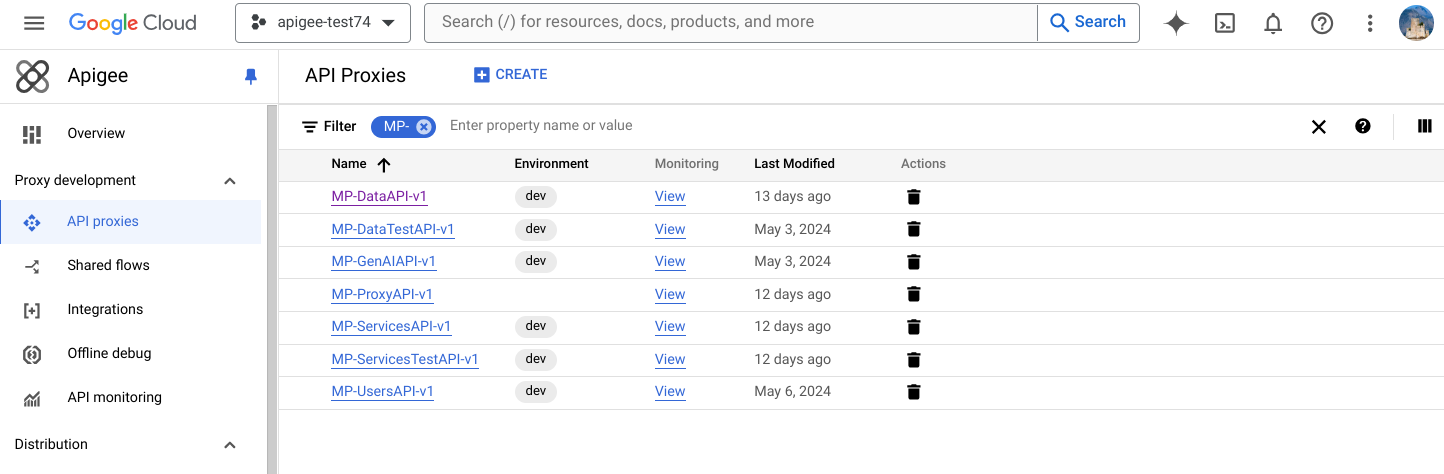 Google Cloud apigee-test74 Search (/) for resources, docs, products, and more Search
Apigee API Proxies CREATE
Overview
Proxy development
API proxies
Shared flows
Integrations
Offline debug
API monitoring
Distribution
Filter MP- Enter property name or value
Name Environment Monitoring Last Modified Actions
MP-DataAPI-v1 dev View 13 days ago
MP-DataTestAPI-v1 dev View May 3, 2024
MP-GenAIAPI-v1 dev View May 3, 2024
MP-ProxyAPI-v1 View 12 days ago
MP-ServicesAPI-v1 dev View 12 days ago
MP-ServicesTestAPI-v1 dev View 12 days ago
MP-UsersAPI-v1 dev View May 6, 2024